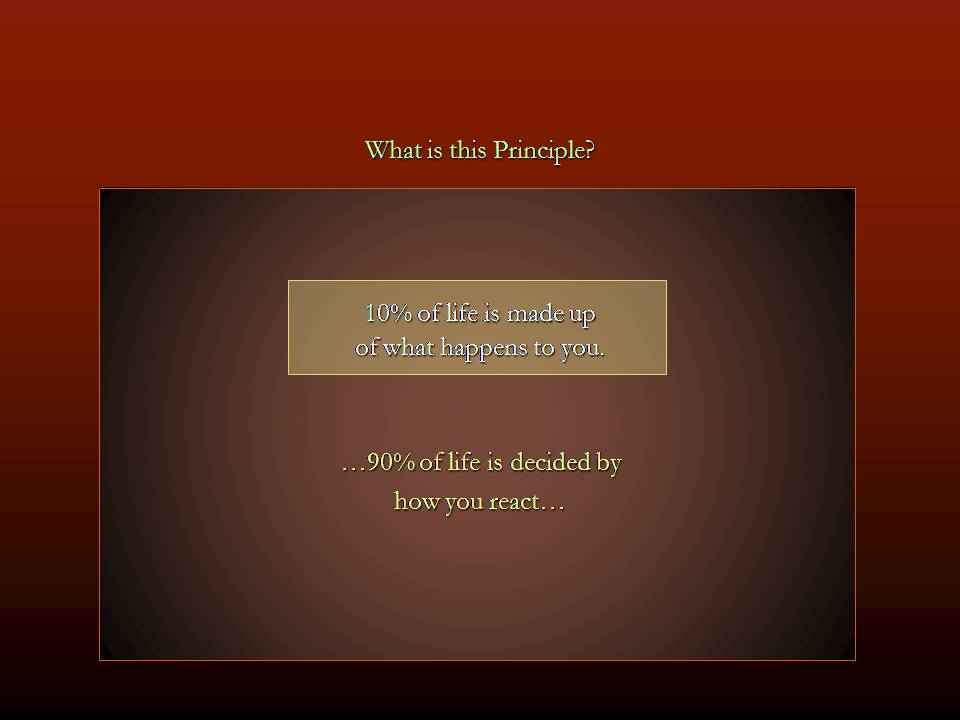 What is this Principle?
10% of life is made up
of what happens to you.
…90% of life is decided by
how you react…